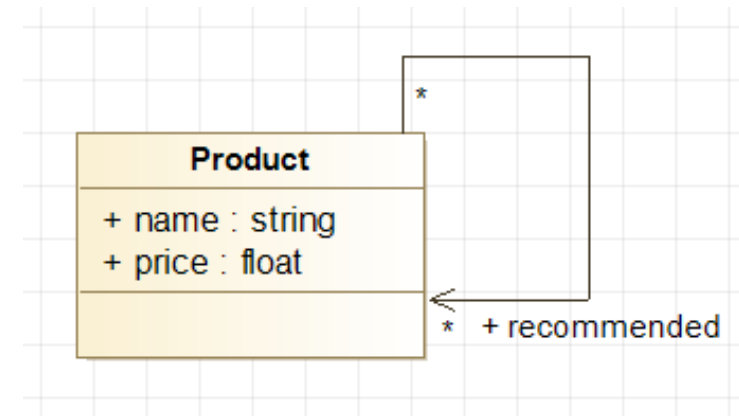 *
Product
+ name : string
+ price : float
* + recommended